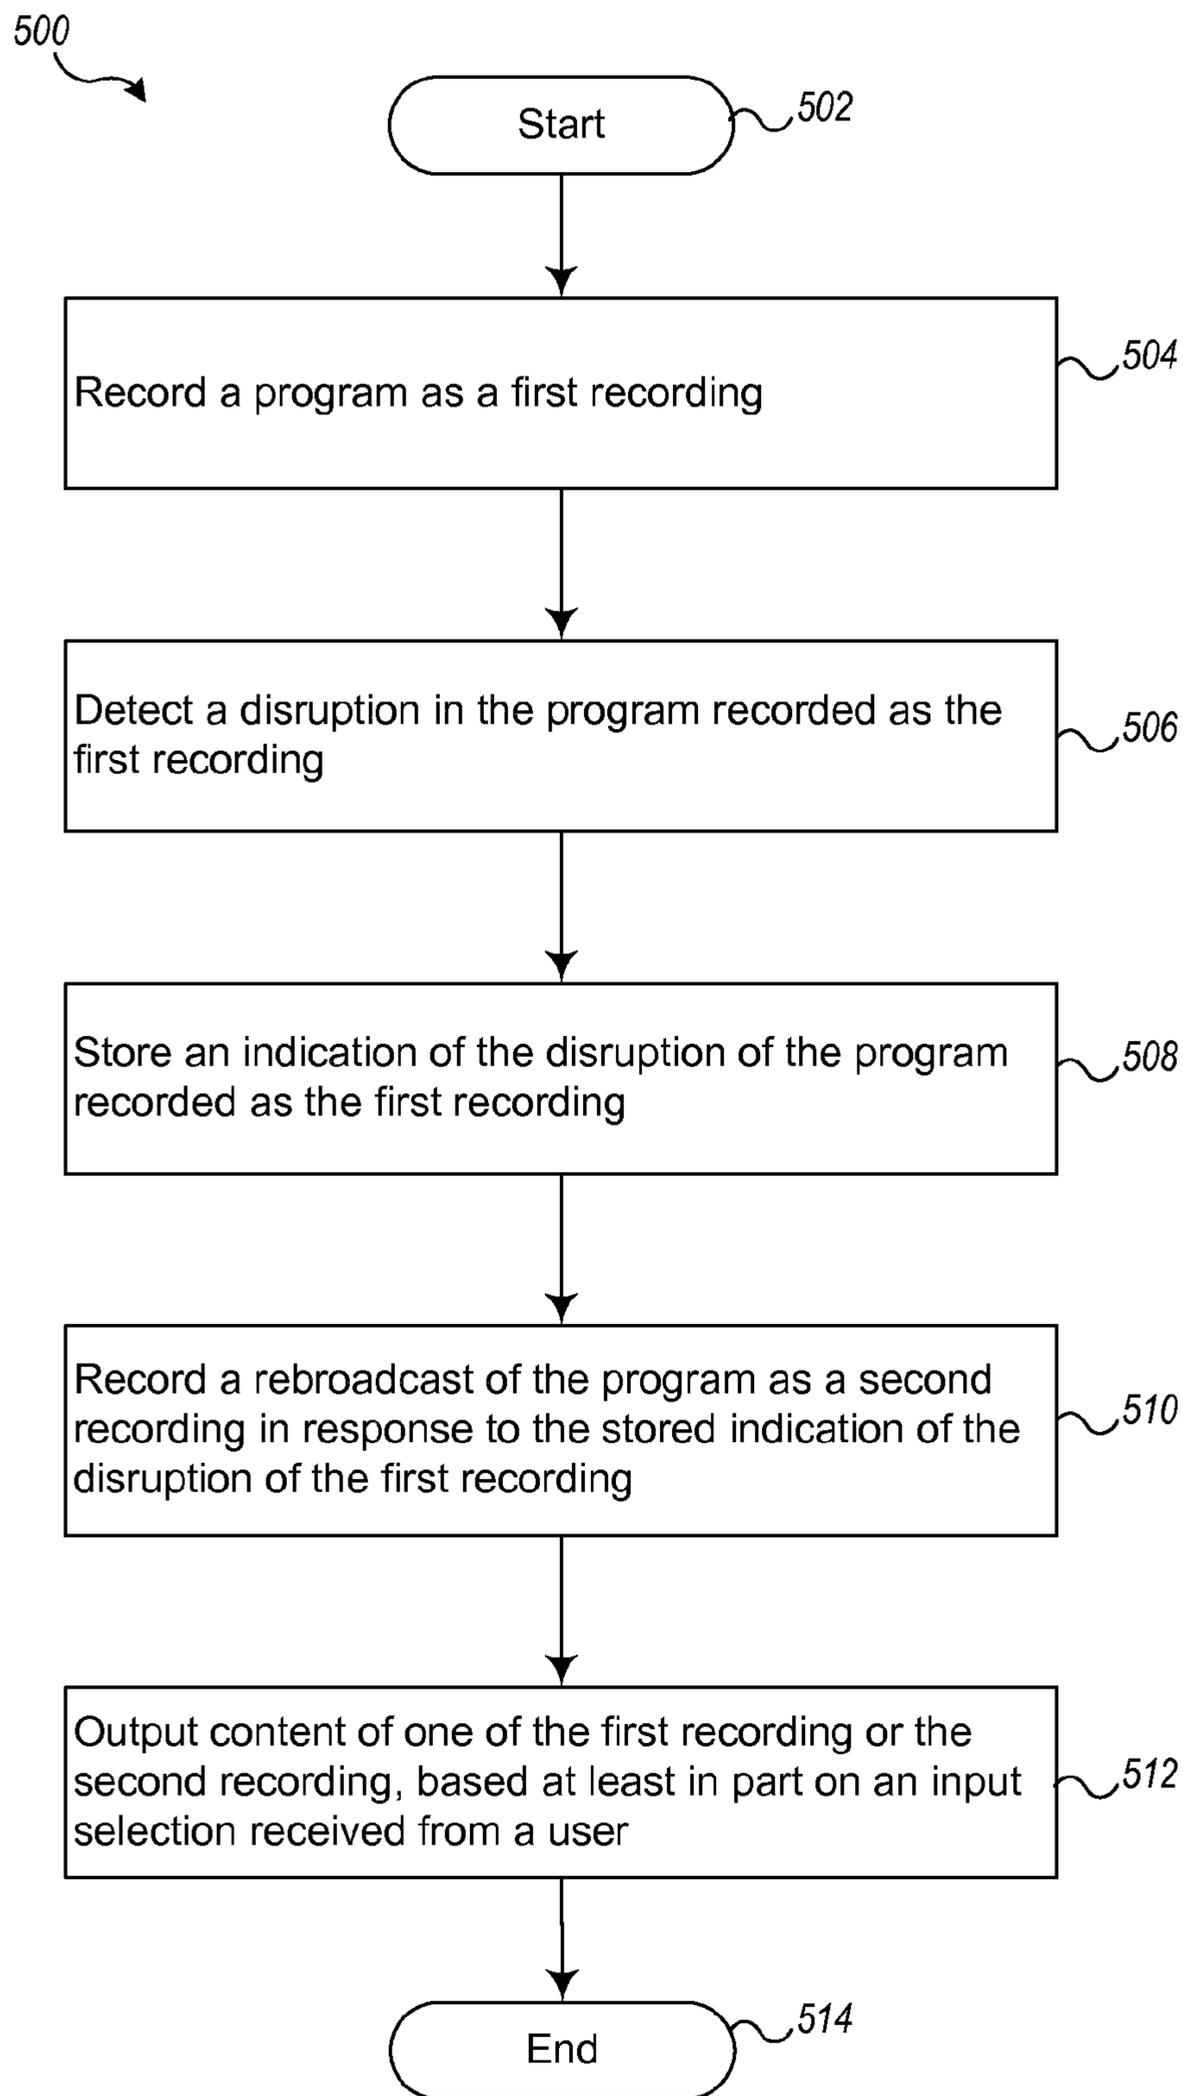 500
Start
502
504
Record a program as a first recording
Detect a disruption in the program recorded as the
first recording
506
Store an indication of the disruption of the program
recorded as the first recording
508
Record a rebroadcast of the program as a second
recording in response to the stored indication of the
disruption of the first recording
510
Output content of one of the first recording or the
second recording, based at least in part on an input
selection received from a user
512
End
514